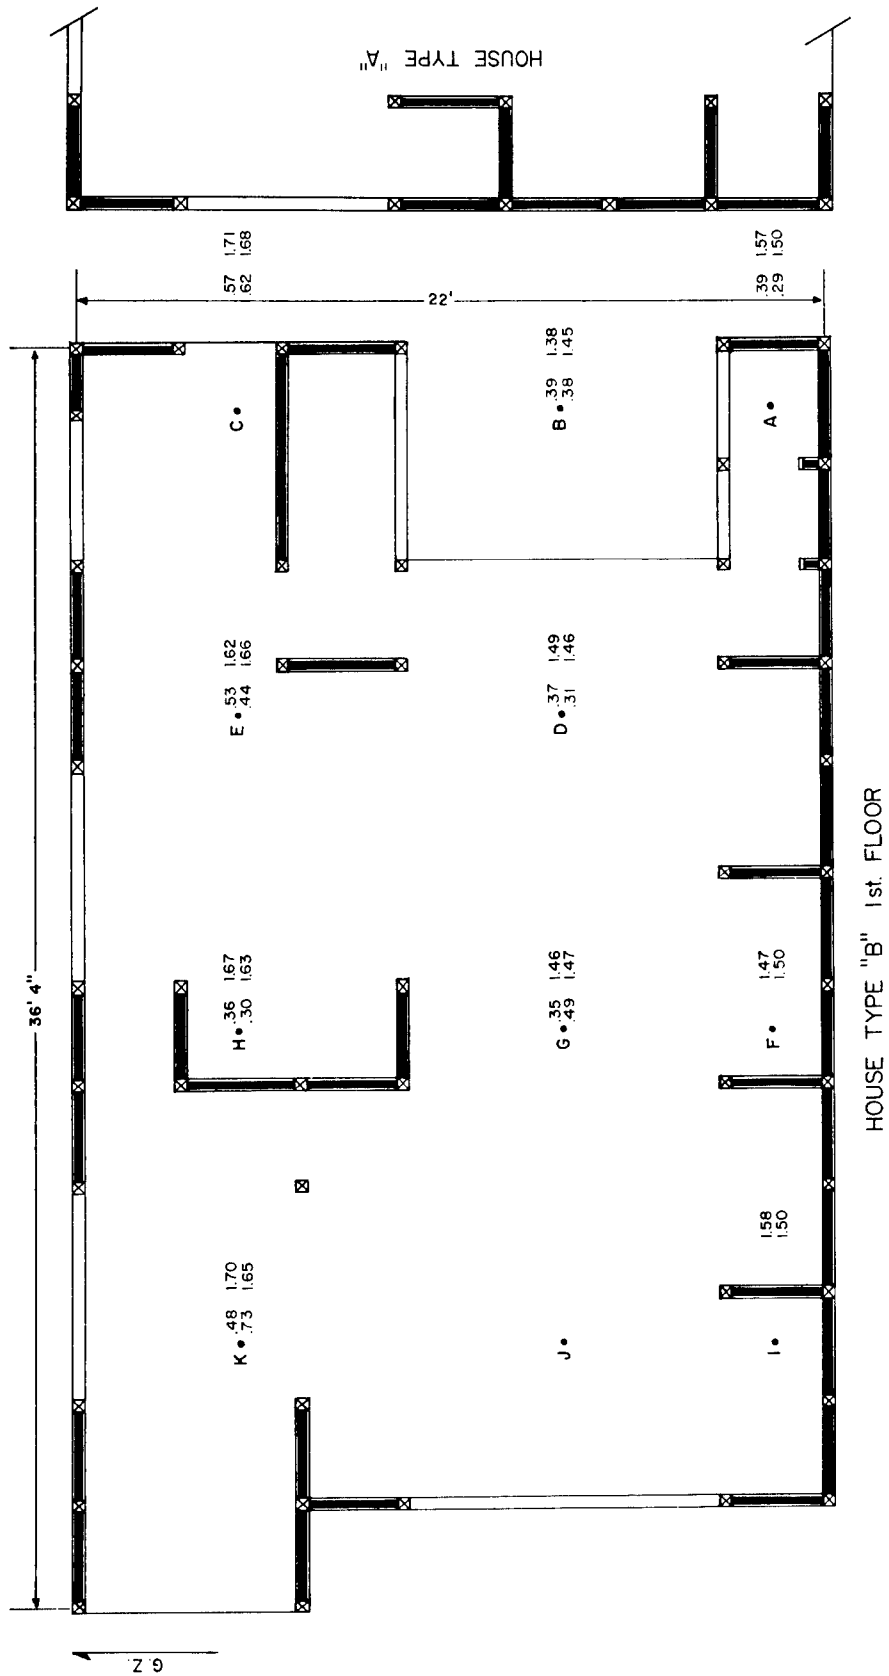 36' 4"
G.Z.
K .48 1.70
.73 1.65
H .36 1.67
.30 1.63
E .53 1.62
.44 1.66
C
.57 1.71
.62 1.68
22'
HOUSE TYPE "A"
J
G .35 1.46
.49 1.47
D .37 1.49
.31 1.46
B .39 1.38
.38 1.45
I 1.58
1.50
F 1.47
1.50
A
.39 1.57
.29 1.50
HOUSE TYPE "B" 1st. FLOOR